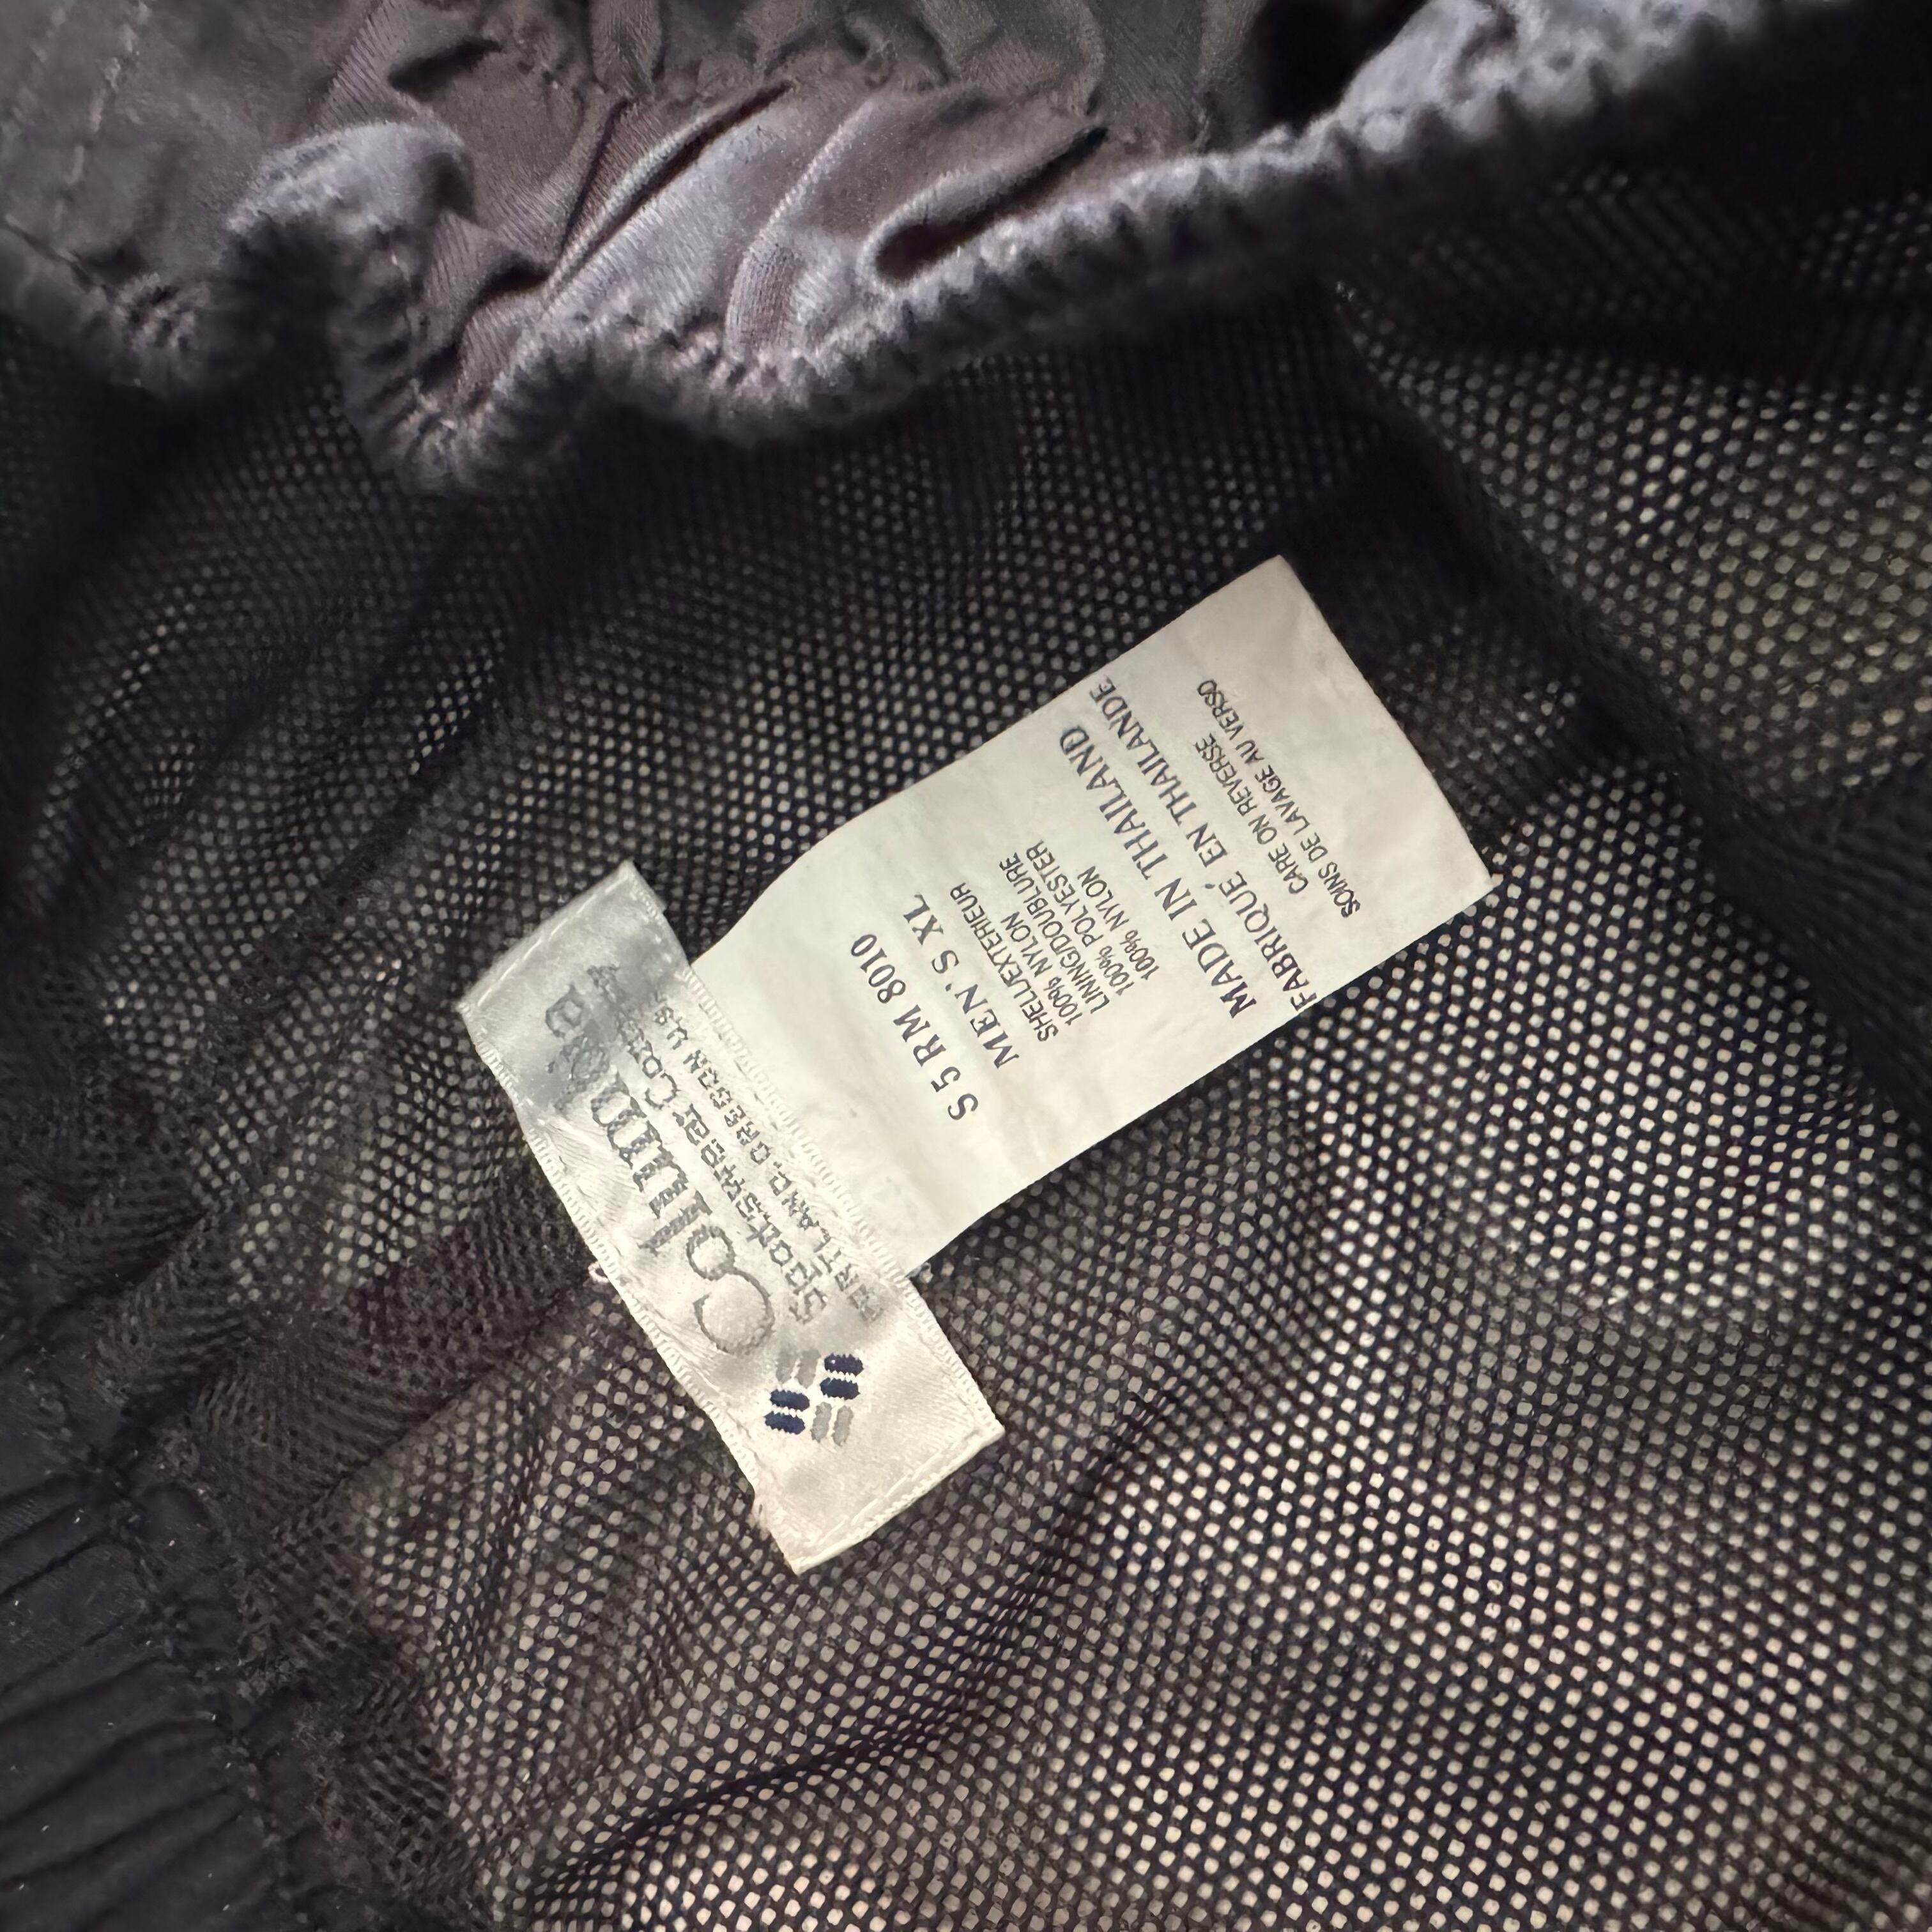 Columbia
Sportswear Company
PORTLAND, OREGON U.S.A.
S 5 RM 8010
MEN'S XL
SHELL/EXTERIEUR
100% NYLON
LINING/DOUBLURE
100% POLYESTER
100% NYLON
MADE IN THAILAND
FABRIQUÉ EN THAILANDE
CARE ON REVERSE
SOINS DE LAVAGE AU VERSO